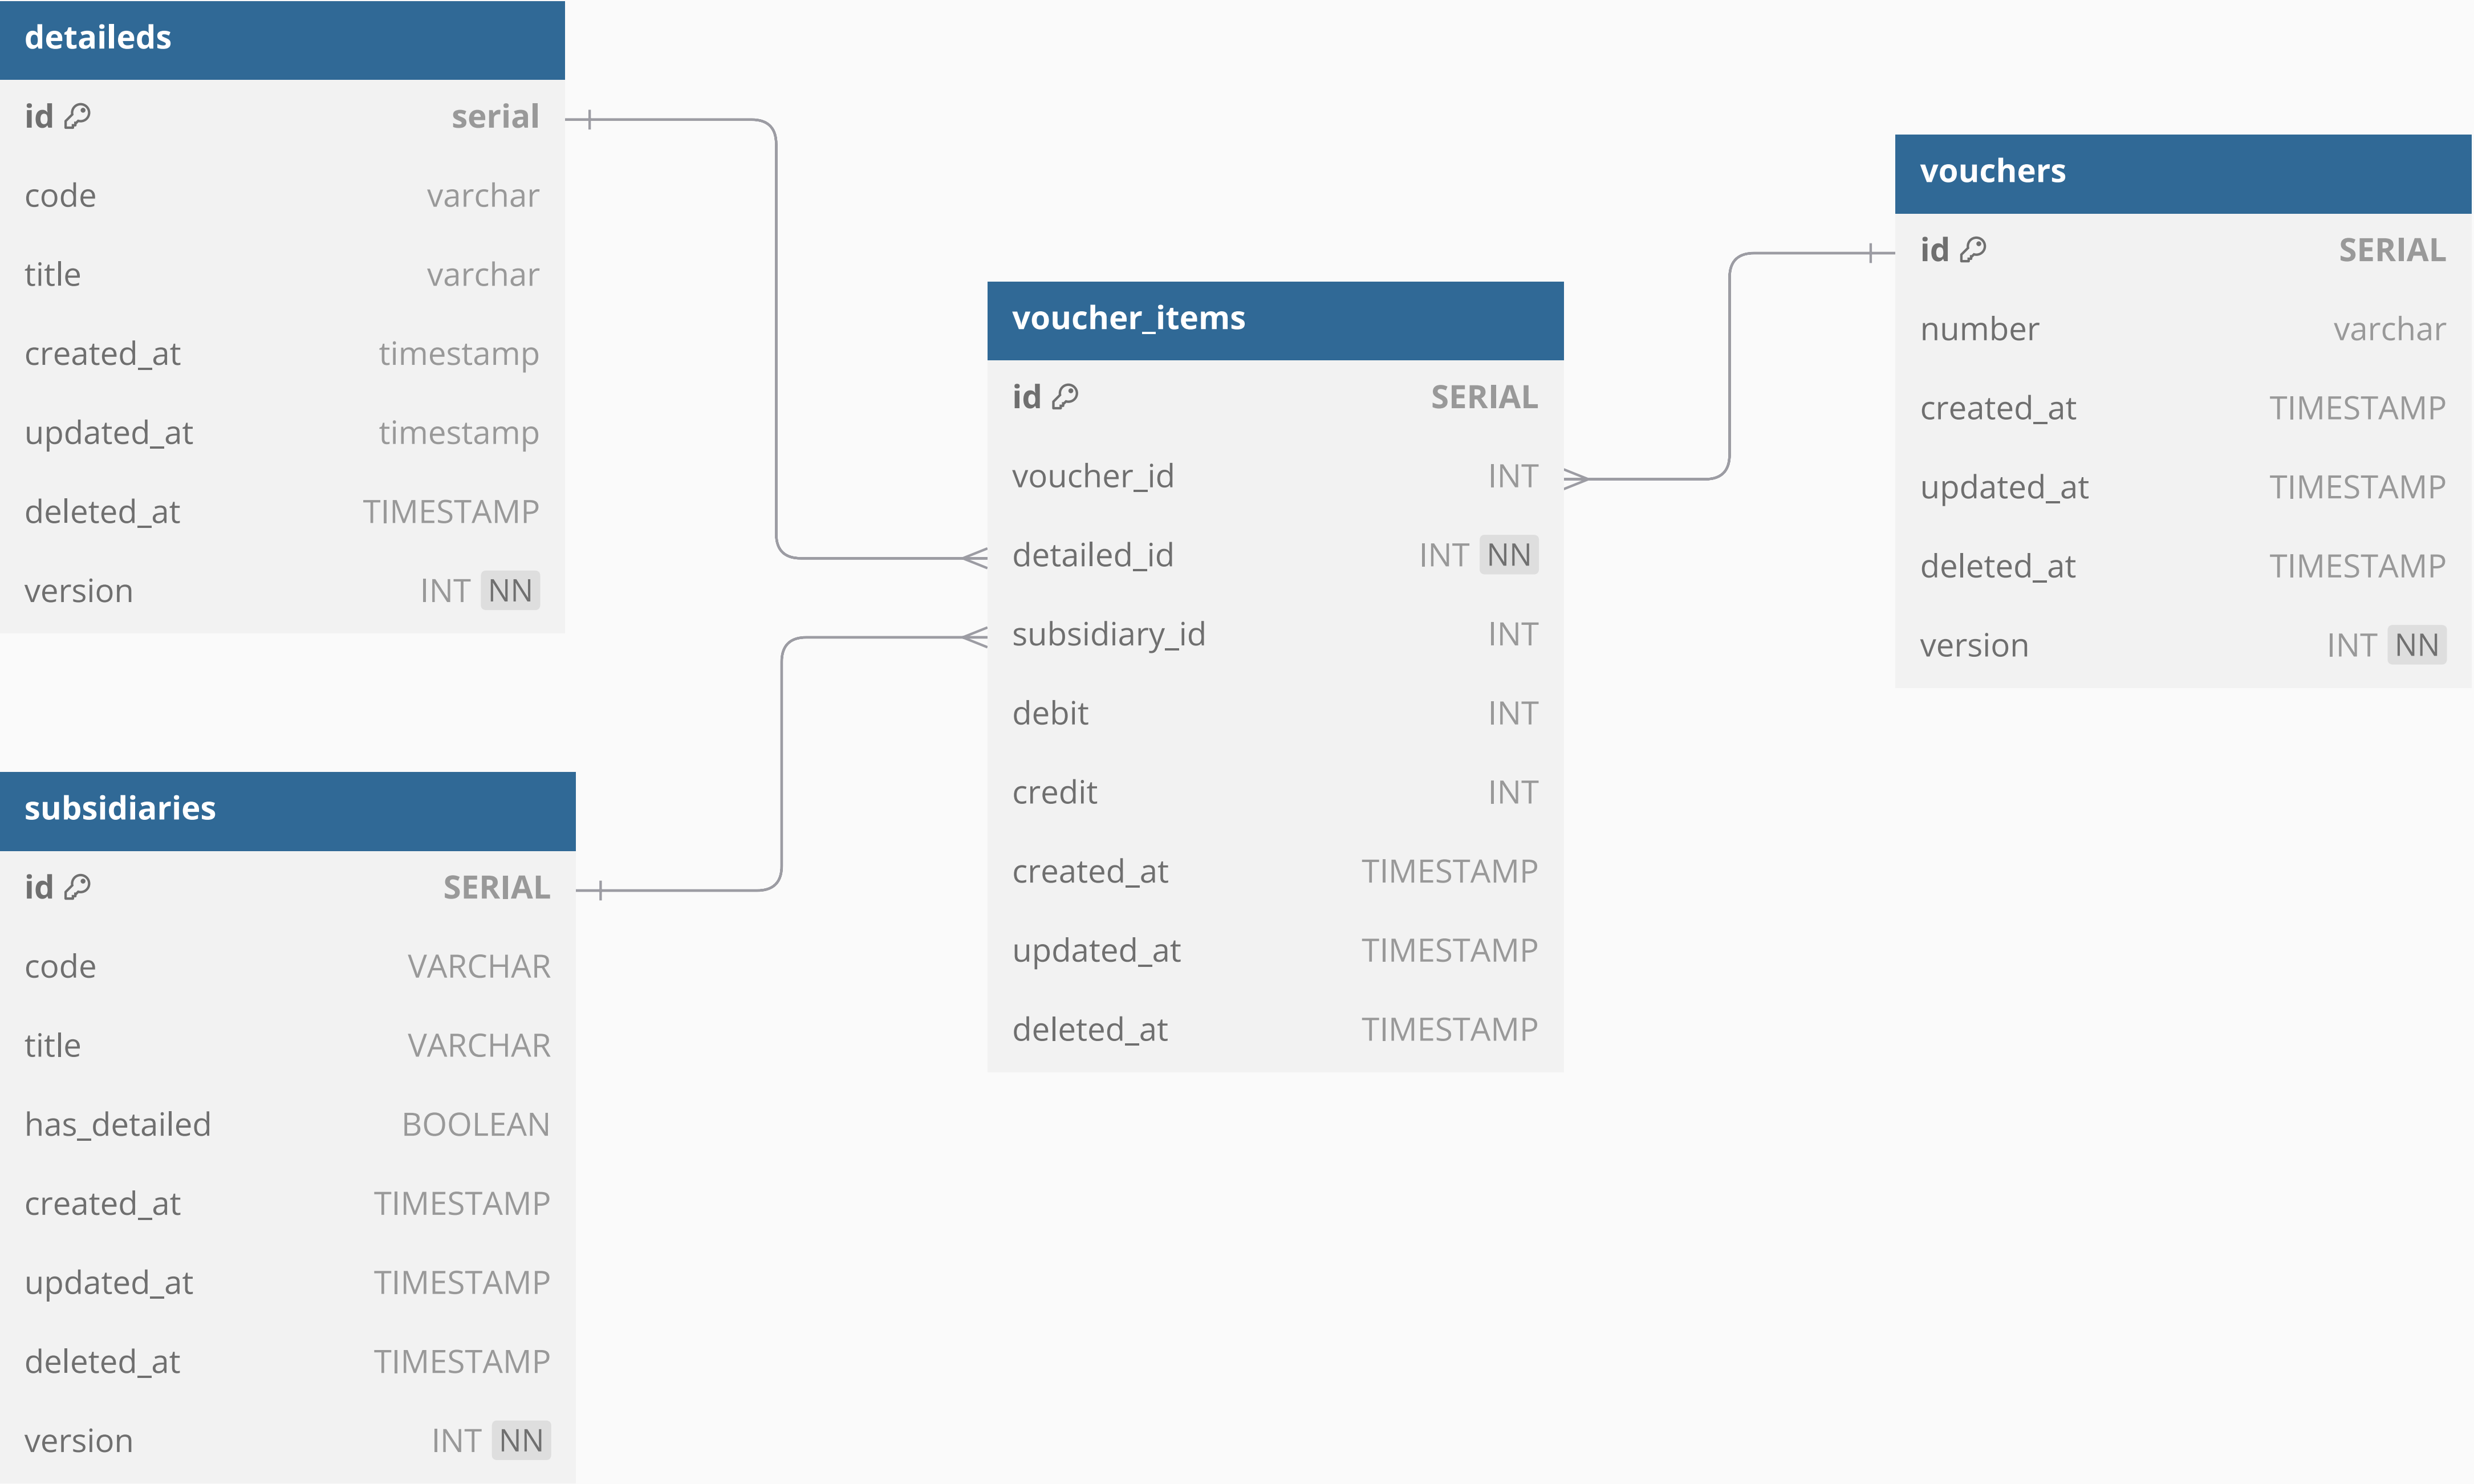 detaileds
id serial
code varchar
title varchar
created_at timestamp
updated_at timestamp
deleted_at TIMESTAMP
version INT NN
subsidiaries
id SERIAL
code VARCHAR
title VARCHAR
has_detailed BOOLEAN
created_at TIMESTAMP
updated_at TIMESTAMP
deleted_at TIMESTAMP
version INT NN
voucher_items
id SERIAL
voucher_id INT
detailed_id INT NN
subsidiary_id INT
debit INT
credit INT
created_at TIMESTAMP
updated_at TIMESTAMP
deleted_at TIMESTAMP
vouchers
id SERIAL
number varchar
created_at TIMESTAMP
updated_at TIMESTAMP
deleted_at TIMESTAMP
version INT NN